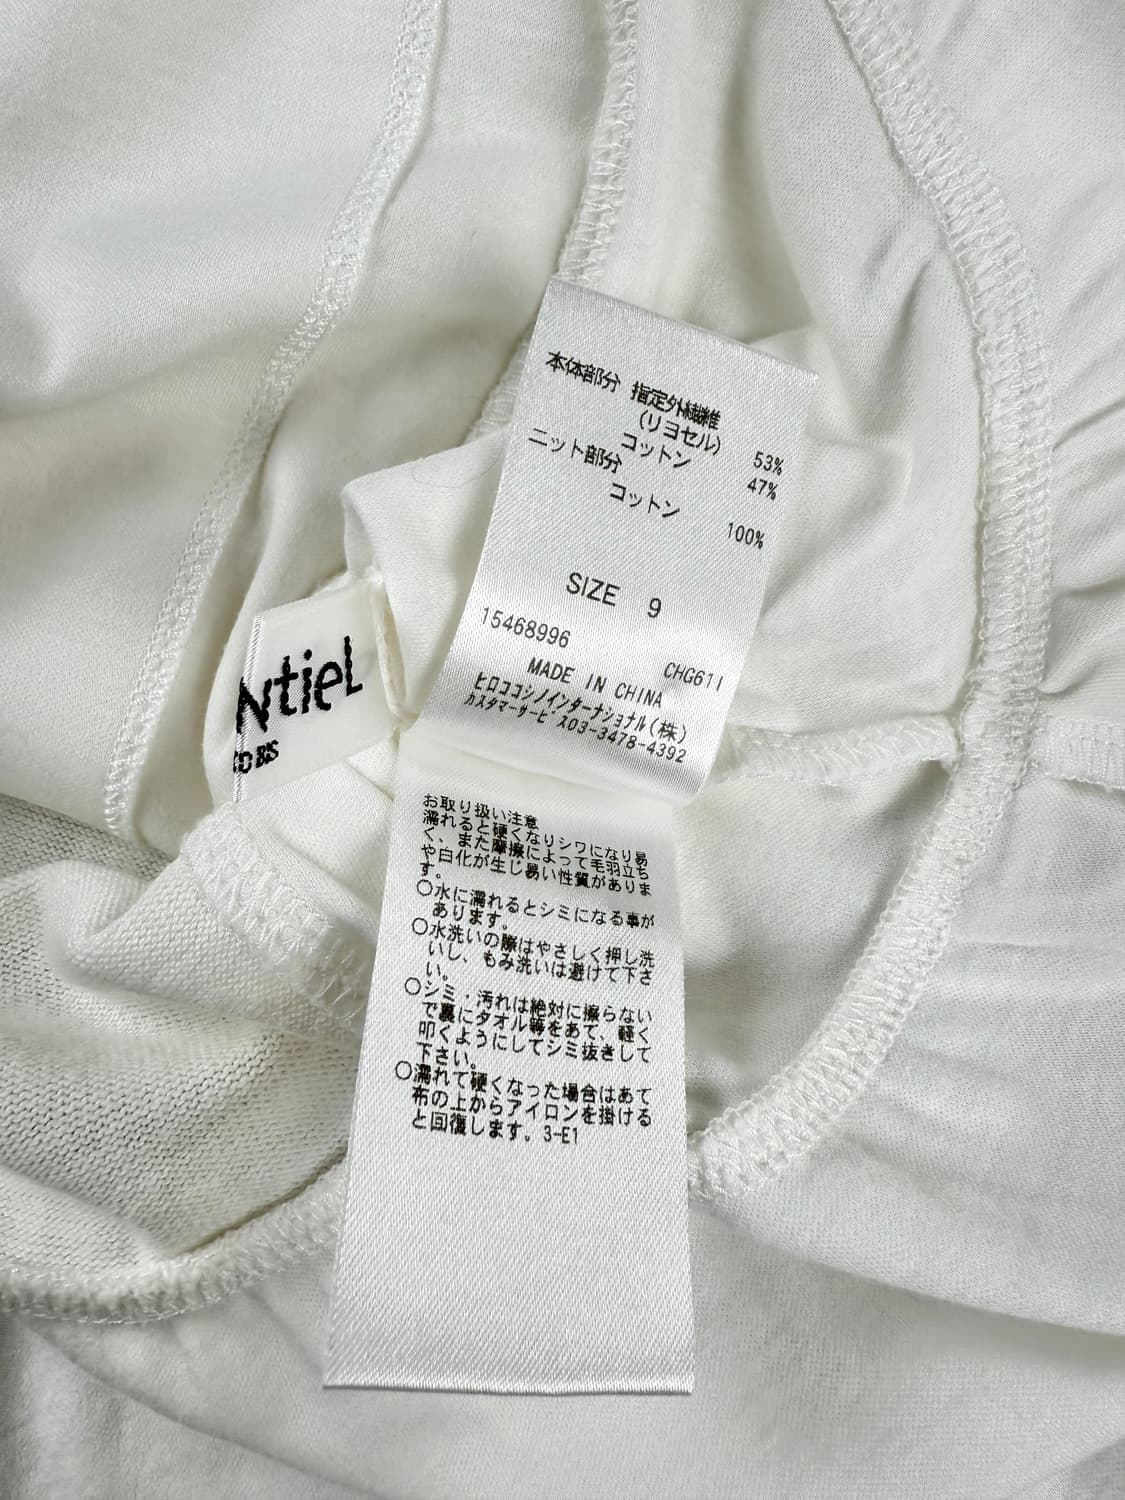 本体部分 指定外繊維
(リヨセル) 53%
コットン 47%
ニット部分
コットン 100%
SIZE 9
15468996
CHG611
MADE IN CHINA
ヒロココシノインターナショナル(株)
カスタマーサービス03-3478-4392
ntieL
CO BS
お取り扱い注意
濡れると硬くなりシワになり易
く、また摩擦によって毛羽立ち
や白化が生じ易い性質がありま
す。
○水に濡れるとシミになる事が
あります。
○水洗いの際はやさしく押し洗
いし、もみ洗いは避けて下さ
い。
○シミ・汚れは絶対に擦らない
で裏にタオル等をあて、軽く
叩くようにしてシミ抜きして
下さい。
○濡れて硬くなった場合はあて
布の上からアイロンを掛ける
と回復します。3-E1